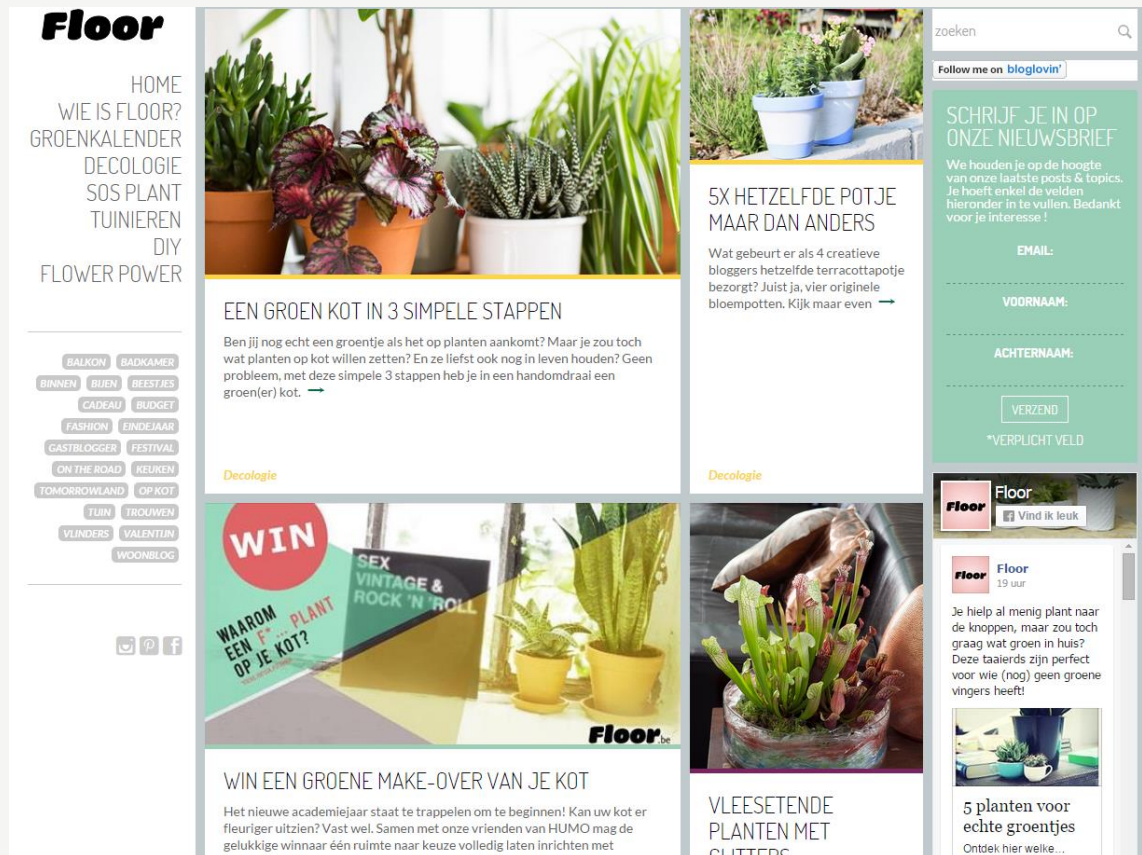 Floor
HOME
WIE IS FLOOR?
GROENKALENDER
DECOLOGIE
SOS PLANT
TUINIEREN
DIY
FLOWER POWER
BALKON BADKAMER
BINNEN BIJEN BEESTJES
CADEAU BUDGET
FASHION EINDEJAAR
GASTBLOGGER FESTIVAL
ON THE ROAD KEUKEN
TOMORROWLAND OP KOT
TUIN TROUWEN
VLINDERS VALENTIJN
WOONBLOG
EEN GROEN KOT IN 3 SIMPELE STAPPEN
Ben jij nog echt een groentje als het op planten aankomt? Maar je zou toch
wat planten op kot willen zetten? En ze liefst ook nog in leven houden? Geen
probleem, met deze simpele 3 stappen heb je in een handomdraai een
groen(er) kot. →
Decologie
5X HETZELFDE POTJE
MAAR DAN ANDERS
Wat gebeurt er als 4 creatieve
bloggers hetzelfde terracottapotje
bezorgt? Juist ja, vier originele
bloempotten. Kijk maar even →
Decologie
WIN
SEX
VINTAGE &
ROCK 'N 'ROLL
WAAROM
EEN F* ... PLANT
OP JE KOT?
Floor.be
WIN EEN GROENE MAKE-OVER VAN JE KOT
Het nieuwe academiejaar staat te trappelen om te beginnen! Kan uw kot er
fleuriger uitzien? Vast wel. Samen met onze vrienden van HUMO mag de
gelukkige winnaar één ruimte naar keuze volledig laten inrichten met
VLEESETENDE
PLANTEN MET
GLITTERS
zoeken
Follow me on bloglovin'
SCHRIJF JE IN OP
ONZE NIEUWSBRIEF
We houden je op de hoogte
van onze laatste posts & topics.
Je hoeft enkel de velden
hieronder in te vullen. Bedankt
voor je interesse !
EMAIL:
VOORNAAM:
ACHTERNAAM:
VERZEND
*VERPLICHT VELD
Floor
Floor
Vind ik leuk
Floor
Floor
19 uur
Je hielp al menig plant naar
de knoppen, maar zou toch
graag wat groen in huis?
Deze taaierds zijn perfect
voor wie (nog) geen groene
vingers heeft!
5 planten voor
echte groentjes
Ontdek hier welke...